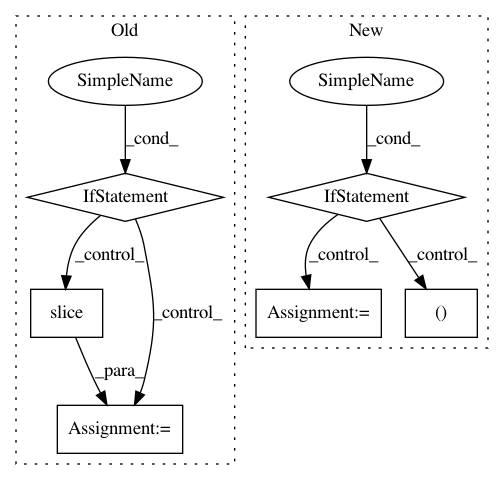 Old
SimpleName
_cond_
IfStatement
_control_
_control_
slice
_para_
Assignment:=
New
SimpleName
_cond_
IfStatement
_control_
_control_
Assignment:=
()